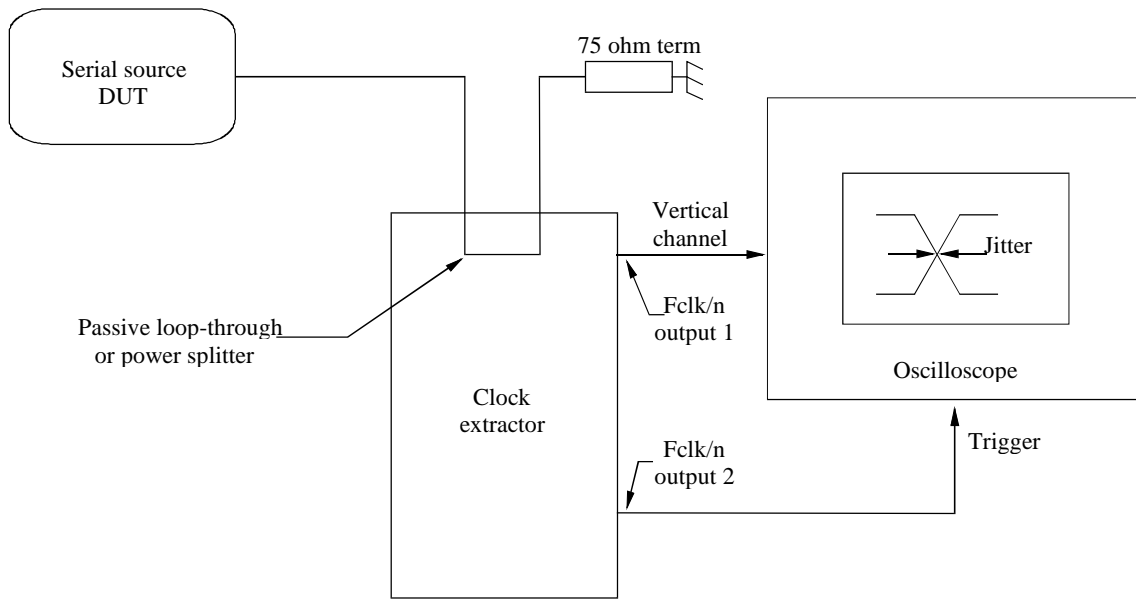 75 ohm term
Serial source
DUT
Vertical
channel
Jitter
Fclk/n
output 1
Passive loop-through
or power splitter
Oscilloscope
Clock
extractor
Trigger
Fclk/n
output 2